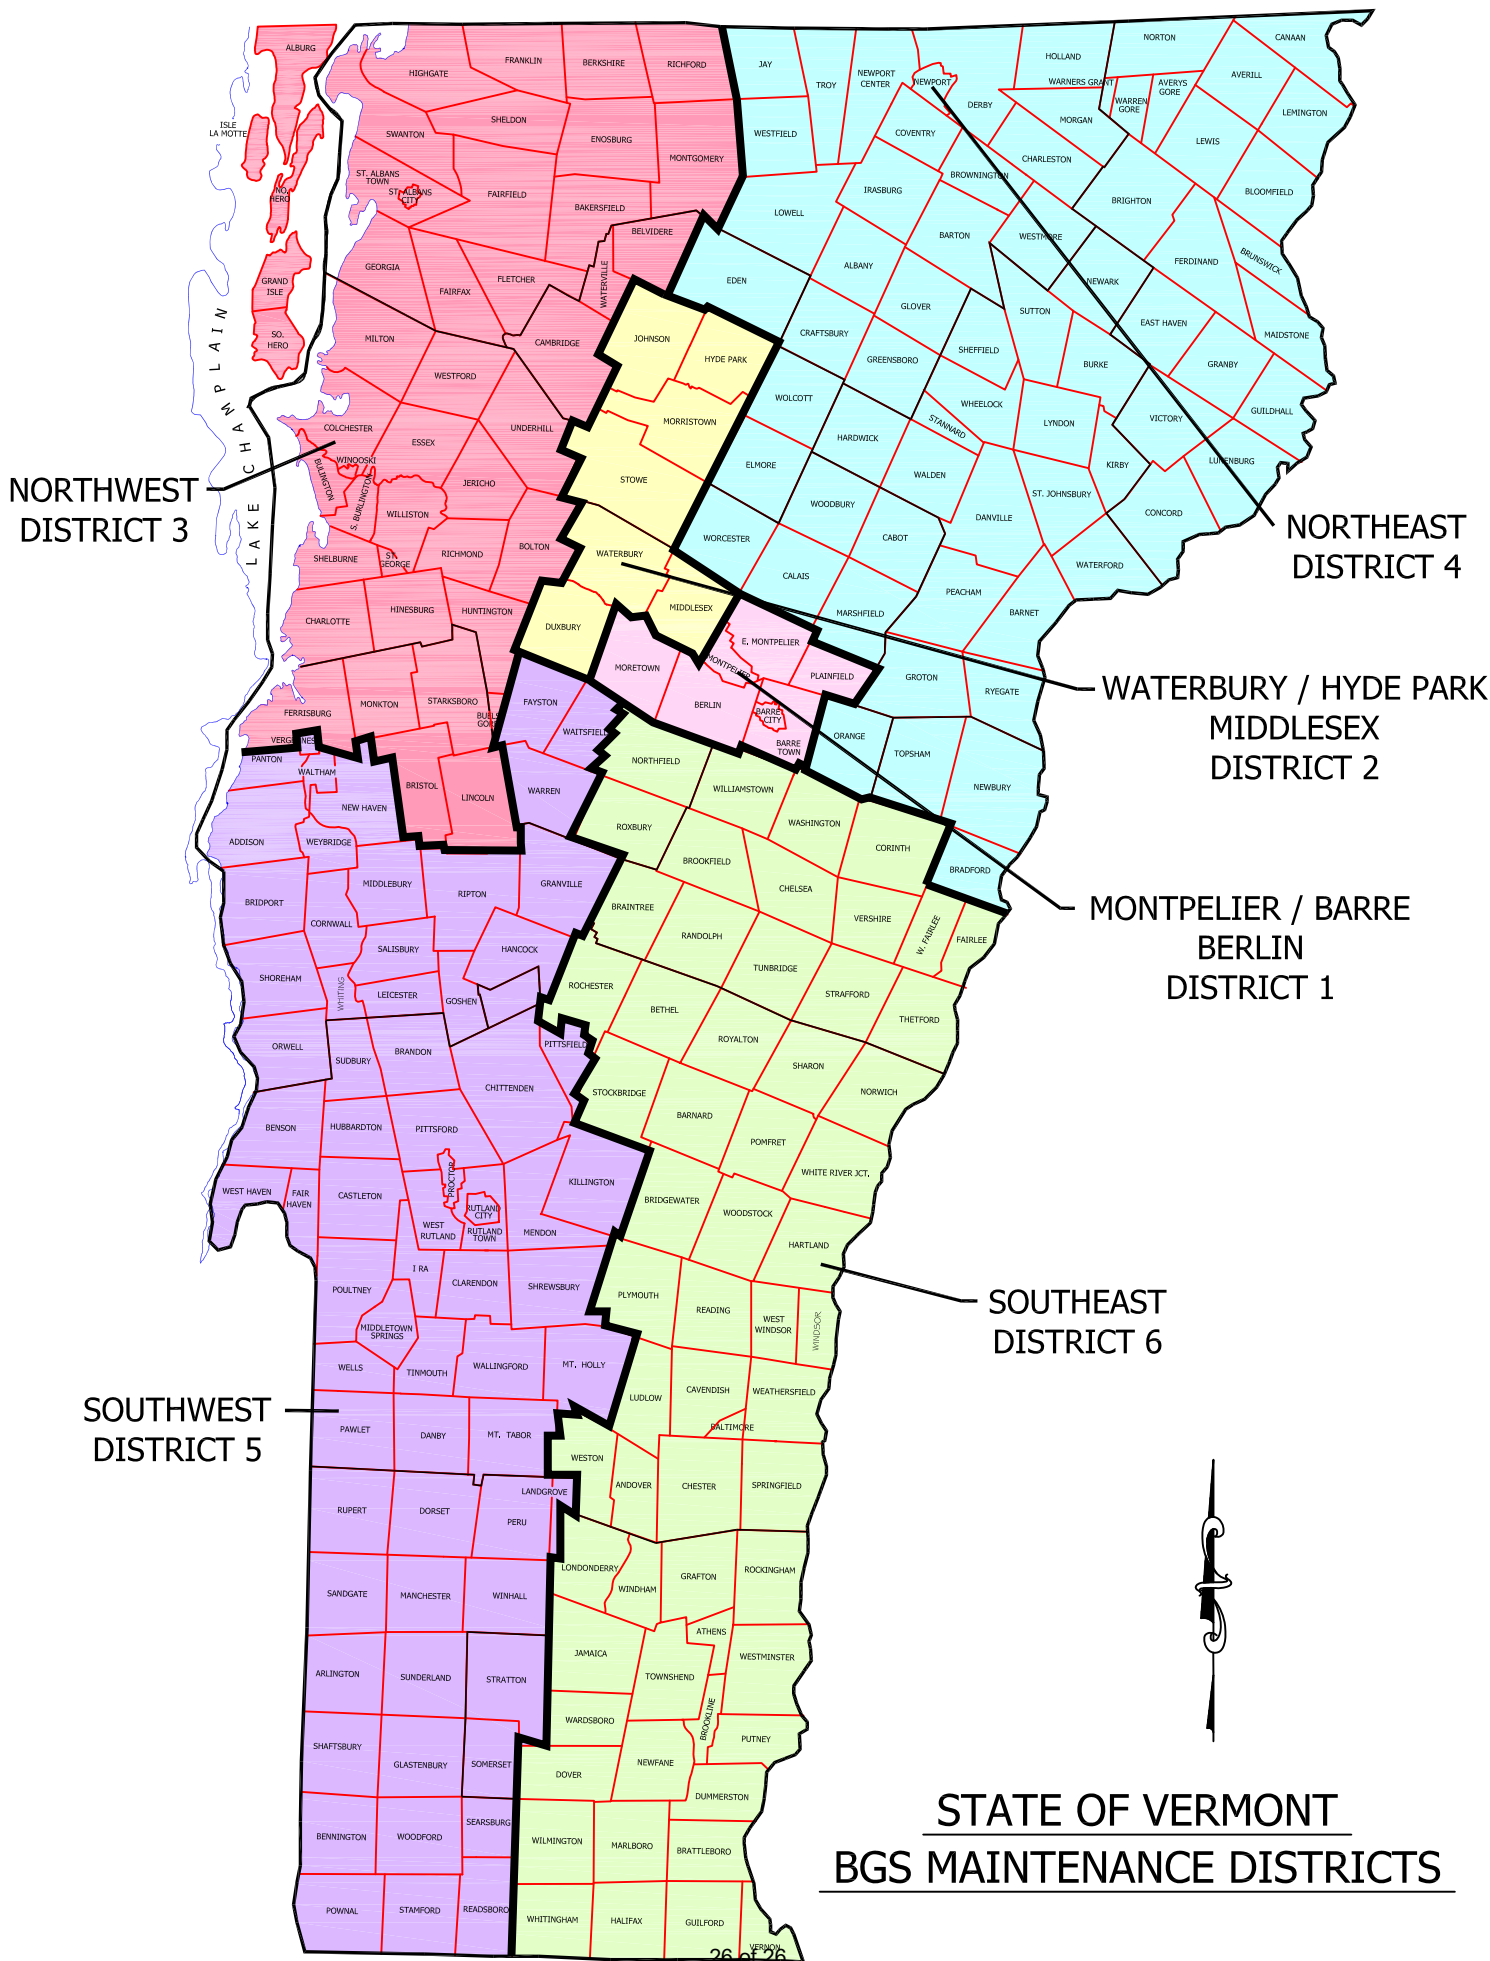 ALBURG
ISLE
LA MOTTE
NO.
HERO
GRAND
ISLE
SO.
HERO
LAKE CHAMPLAIN
HIGHGATE
FRANKLIN
BERKSHIRE
RICHFORD
SWANTON
SHELDON
ENOSBURG
MONTGOMERY
ST. ALBANS
TOWN
ST. ALBANS
CITY
FAIRFIELD
BAKERSFIELD
BELVIDERE
WATERVILLE
GEORGIA
FAIRFAX
FLETCHER
CAMBRIDGE
MILTON
WESTFORD
UNDERHILL
COLCHESTER
ESSEX
WINOOSKI
BULINGTON
S. BURLINGTON
WILLISTON
JERICHO
SHELBURNE
ST.
GEORGE
RICHMOND
BOLTON
HINESBURG
HUNTINGTON
CHARLOTTE
FERRISBURG
MONKTON
STARKSBORO
BUELS
GORE
BRISTOL
LINCOLN
NORTHWEST
DISTRICT 3
JAY
TROY
NEWPORT
CENTER
NEWPORT
DERBY
HOLLAND
WARNERS GRANT
NORTON
CANAAN
AVERILL
AVERYS
GORE
WARREN
GORE
LEMINGTON
WESTFIELD
COVENTRY
MORGAN
CHARLESTON
LEWIS
BLOOMFIELD
BROWNINGTON
IRASBURG
LOWELL
BARTON
WESTMORE
BRIGHTON
FERDINAND
BRUNSWICK
EDEN
ALBANY
GLOVER
NEWARK
SUTTON
EAST HAVEN
MAIDSTONE
CRAFTSBURY
GREENSBORO
SHEFFIELD
BURKE
GRANBY
WOLCOTT
WHEELOCK
STANNARD
LYNDON
VICTORY
GUILDHALL
HARDWICK
ELMORE
WALDEN
KIRBY
LUNENBURG
WOODBURY
ST. JOHNSBURY
DANVILLE
CONCORD
WORCESTER
CABOT
CALAIS
WATERFORD
MARSHFIELD
PEACHAM
BARNET
GROTON
RYEGATE
ORANGE
TOPSHAM
NEWBURY
BRADFORD
NORTHEAST
DISTRICT 4
JOHNSON
HYDE PARK
MORRISTOWN
STOWE
WATERBURY
MIDDLESEX
DUXBURY
WATERBURY / HYDE PARK
MIDDLESEX
DISTRICT 2
MORETOWN
MONTPELIER
E. MONTPELIER
PLAINFIELD
BERLIN
BARRE
CITY
BARRE
TOWN
MONTPELIER / BARRE
BERLIN
DISTRICT 1
FAYSTON
WAITSFIELD
WARREN
PANTON
WALTHAM
NEW HAVEN
ADDISON
WEYBRIDGE
MIDDLEBURY
RIPTON
GRANVILLE
BRIDPORT
CORNWALL
SALISBURY
HANCOCK
SHOREHAM
WHITING
LEICESTER
GOSHEN
ORWELL
SUDBURY
BRANDON
PITTSFIELD
CHITTENDEN
BENSON
HUBBARDTON
PITTSFORD
PROCTOR
KILLINGTON
WEST HAVEN
FAIR
HAVEN
CASTLETON
RUTLAND
CITY
WEST
RUTLAND
RUTLAND
TOWN
MENDON
I RA
POULTNEY
CLARENDON
SHREWSBURY
MIDDLETOWN
SPRINGS
WELLS
TINMOUTH
WALLINGFORD
MT. HOLLY
PAWLET
DANBY
MT. TABOR
LANDGROVE
RUPERT
DORSET
PERU
SANDGATE
MANCHESTER
WINHALL
ARLINGTON
SUNDERLAND
STRATTON
SHAFTSBURY
GLASTENBURY
SOMERSET
BENNINGTON
WOODFORD
SEARSBURG
POWNAL
STAMFORD
READSBORO
SOUTHWEST
DISTRICT 5
NORTHFIELD
WILLIAMSTOWN
WASHINGTON
CORINTH
ROXBURY
BROOKFIELD
CHELSEA
VERSHIRE
W. FAIRLEE
FAIRLEE
BRAINTREE
RANDOLPH
TUNBRIDGE
STRAFFORD
THETFORD
ROCHESTER
BETHEL
ROYALTON
SHARON
NORWICH
STOCKBRIDGE
BARNARD
POMFRET
WHITE RIVER JCT.
BRIDGEWATER
WOODSTOCK
HARTLAND
PLYMOUTH
READING
WEST
WINDSOR
WINDSOR
LUDLOW
CAVENDISH
WEATHERSFIELD
BALTIMORE
WESTON
ANDOVER
CHESTER
SPRINGFIELD
LONDONDERRY
WINDHAM
GRAFTON
ROCKINGHAM
JAMAICA
ATHENS
TOWNSHEND
WESTMINSTER
WARDSBORO
BROOKLINE
PUTNEY
DOVER
NEWFANE
DUMMERSTON
WILMINGTON
MARLBORO
BRATTLEBORO
WHITINGHAM
HALIFAX
GUILFORD
VERNON
SOUTHEAST
DISTRICT 6
STATE OF VERMONT
BGS MAINTENANCE DISTRICTS
26 of 26